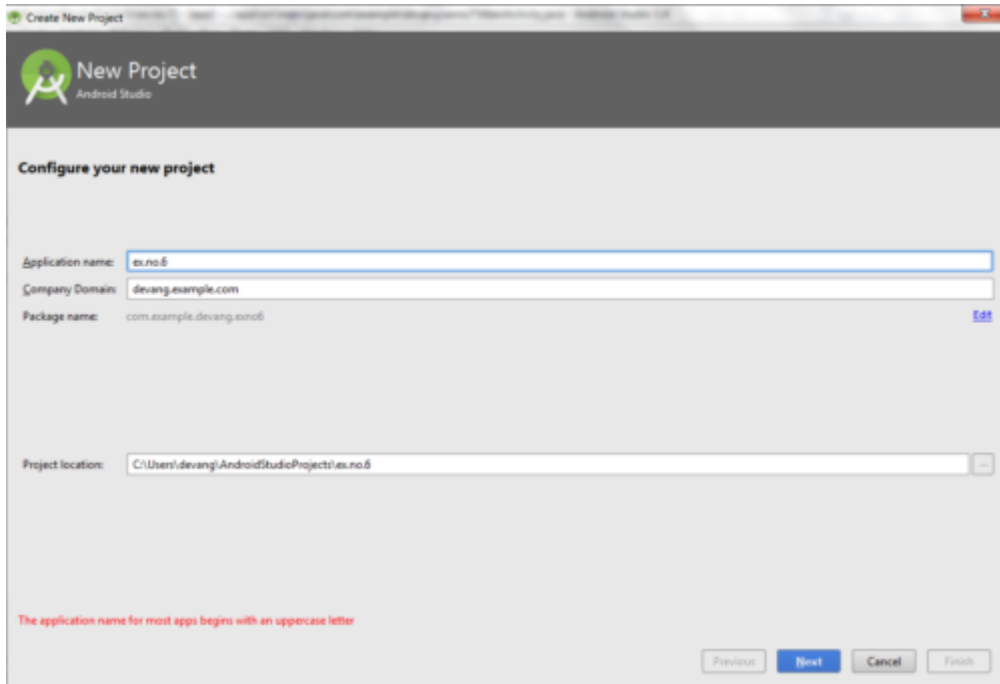 Create New Project
New Project
Android Studio
Configure your new project
Application name: ex.no.6
Company Domain: devang.example.com
Package name: com.example.devang.exno6 Edit
Project location: C:\Users\devang\AndroidStudioProjects\ex.no.6 ...
The application name for most apps begins with an uppercase letter
Previous Next Cancel Finish